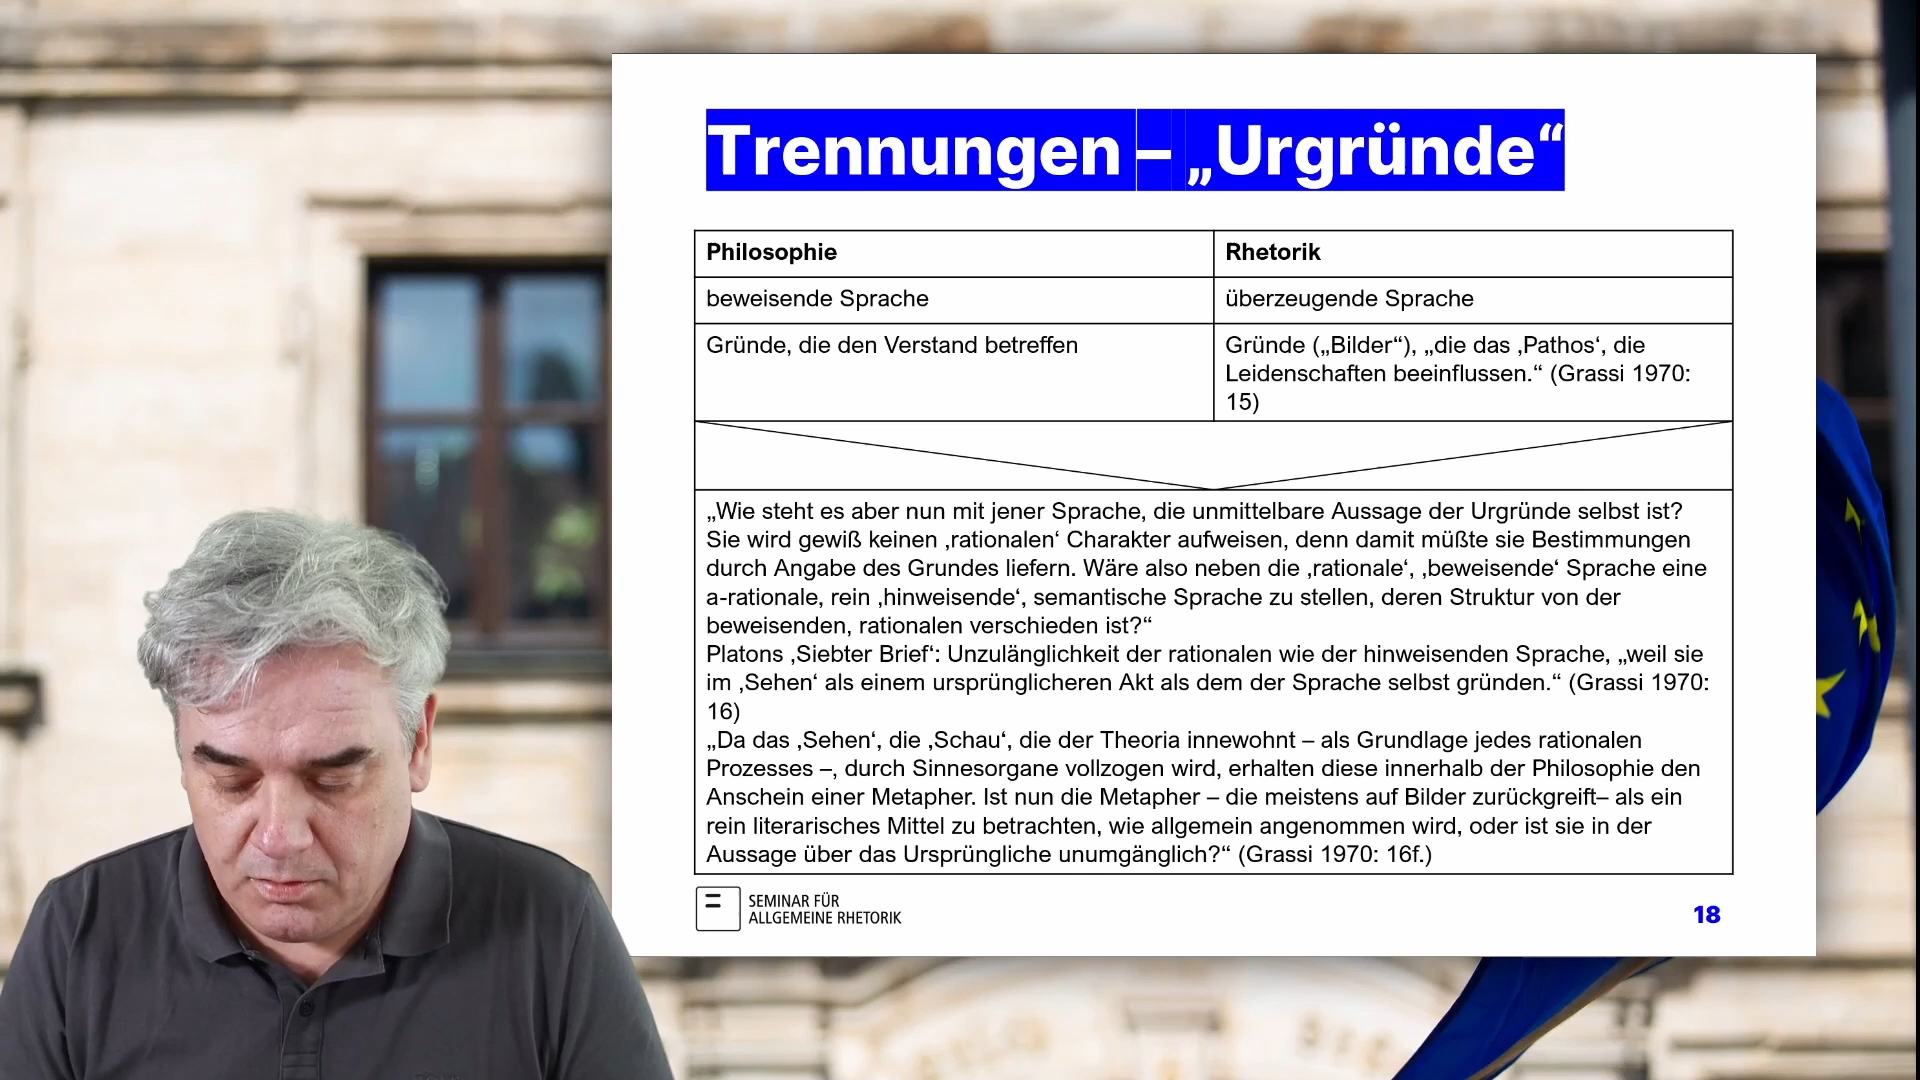 Trennungen – „Urgründe“
Philosophie
Rhetorik
beweisende Sprache
überzeugende Sprache
Gründe, die den Verstand betreffen
Gründe („Bilder“), „die das ‚Pathos‘, die
Leidenschaften beeinflussen.“ (Grassi 1970:
15)
„Wie steht es aber nun mit jener Sprache, die unmittelbare Aussage der Urgründe selbst ist?
Sie wird gewiß keinen ‚rationalen‘ Charakter aufweisen, denn damit müßte sie Bestimmungen
durch Angabe des Grundes liefern. Wäre also neben die ‚rationale‘, ‚beweisende‘ Sprache eine
a-rationale, rein ‚hinweisende‘, semantische Sprache zu stellen, deren Struktur von der
beweisenden, rationalen verschieden ist?“
Platons ‚Siebter Brief‘: Unzulänglichkeit der rationalen wie der hinweisenden Sprache, „weil sie
im ‚Sehen‘ als einem ursprünglicheren Akt als dem der Sprache selbst gründen.“ (Grassi 1970:
16)
„Da das ‚Sehen‘, die ‚Schau‘, die der Theoria innewohnt – als Grundlage jedes rationalen
Prozesses –, durch Sinnesorgane vollzogen wird, erhalten diese innerhalb der Philosophie den
Anschein einer Metapher. Ist nun die Metapher – die meistens auf Bilder zurückgreift– als ein
rein literarisches Mittel zu betrachten, wie allgemein angenommen wird, oder ist sie in der
Aussage über das Ursprüngliche unumgänglich?“ (Grassi 1970: 16f.)
SEMINAR FÜR
ALLGEMEINE RHETORIK
18